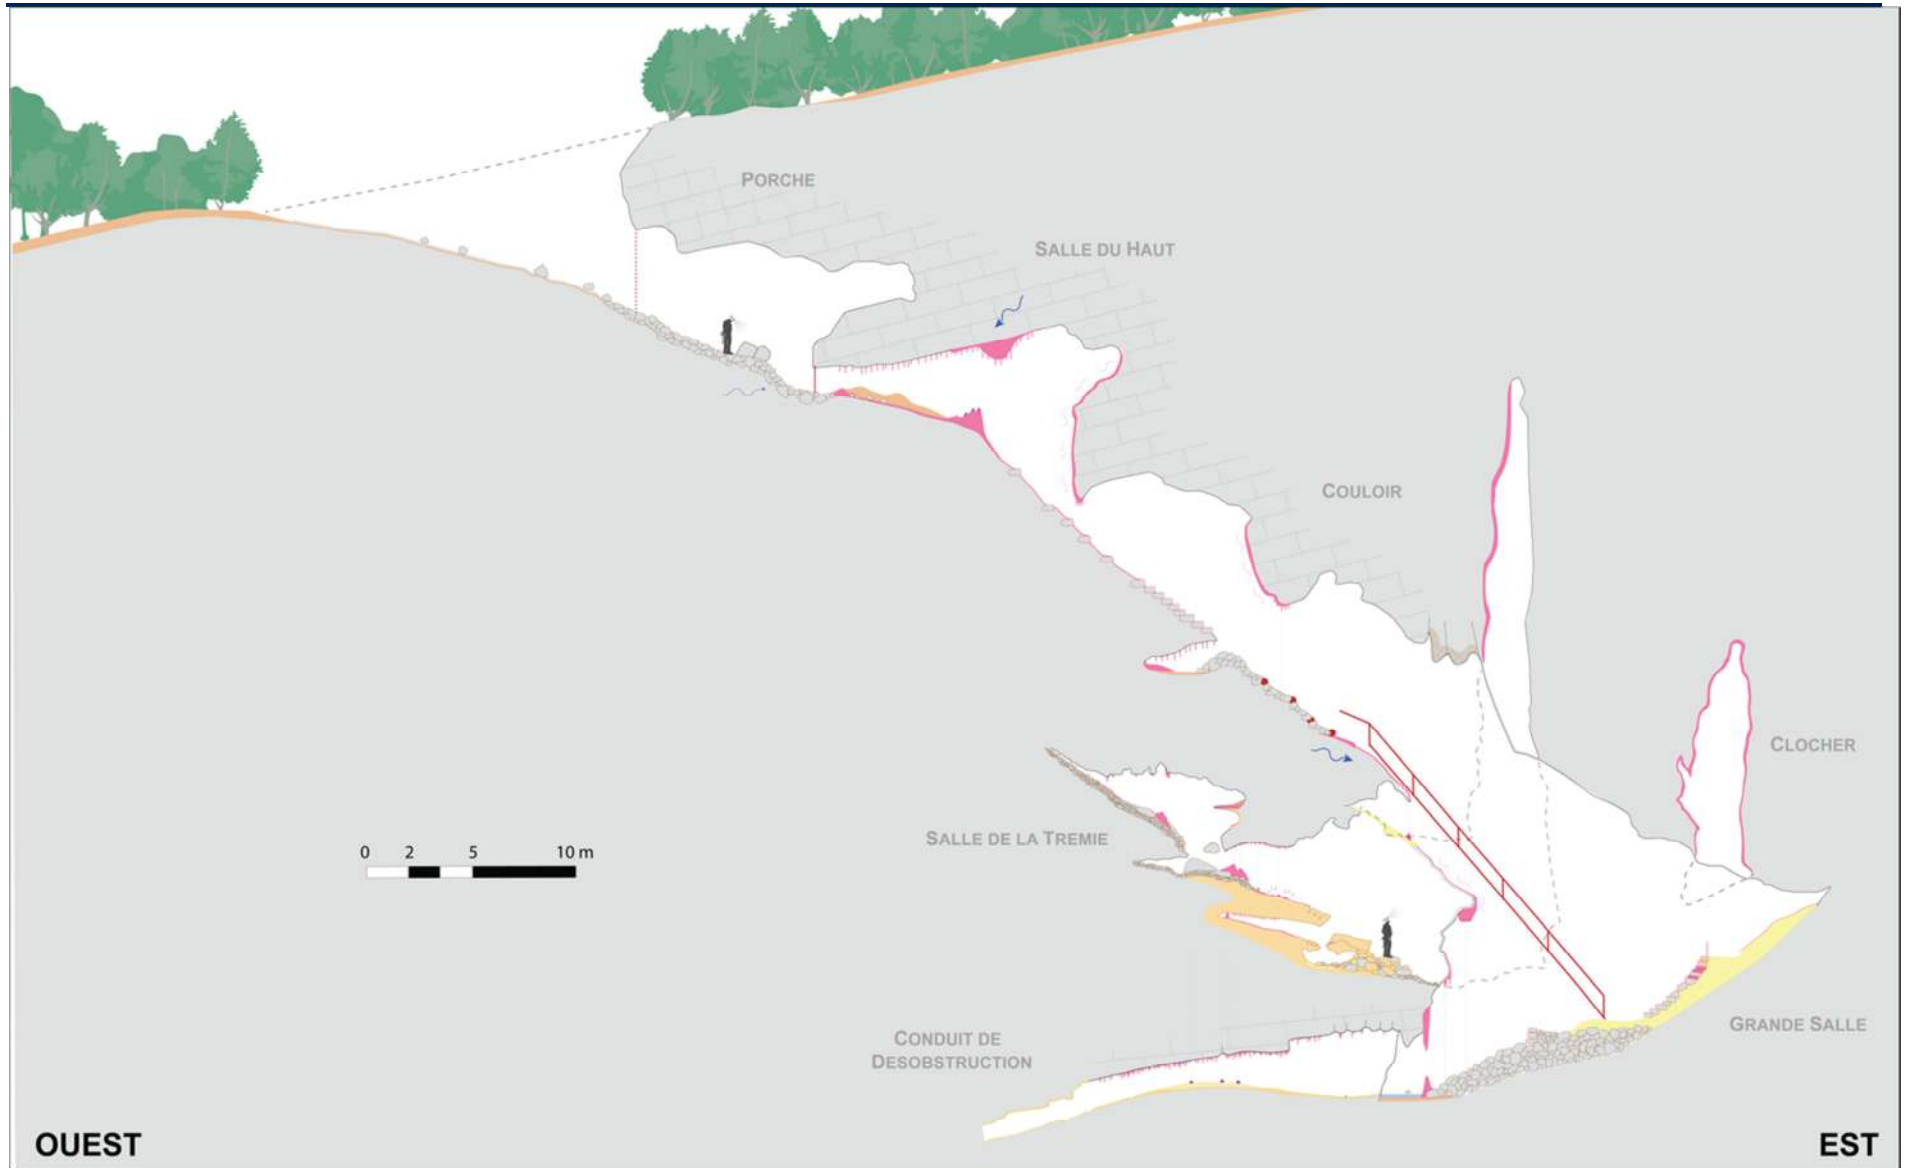 PORCHE
SALLE DU HAUT
COULOIR
CLOCHER
SALLE DE LA TREMIE
0 2 5 10 m
GRANDE SALLE
CONDUIT DE
DESOBSTRUCTION
OUEST
EST